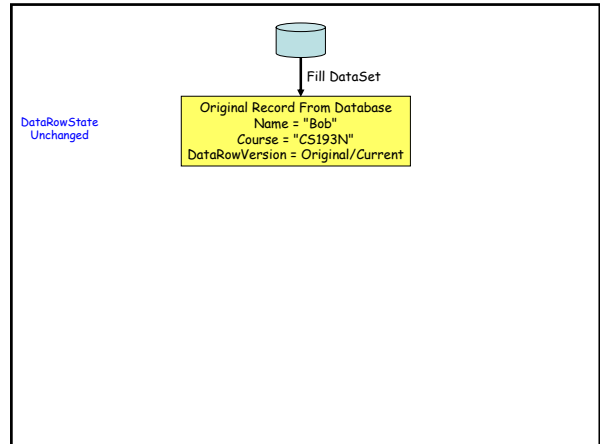 Fill DataSet
Original Record From Database
Name = "Bob"
Course = "CS193N"
DataRowVersion = Original/Current
DataRowState
Unchanged